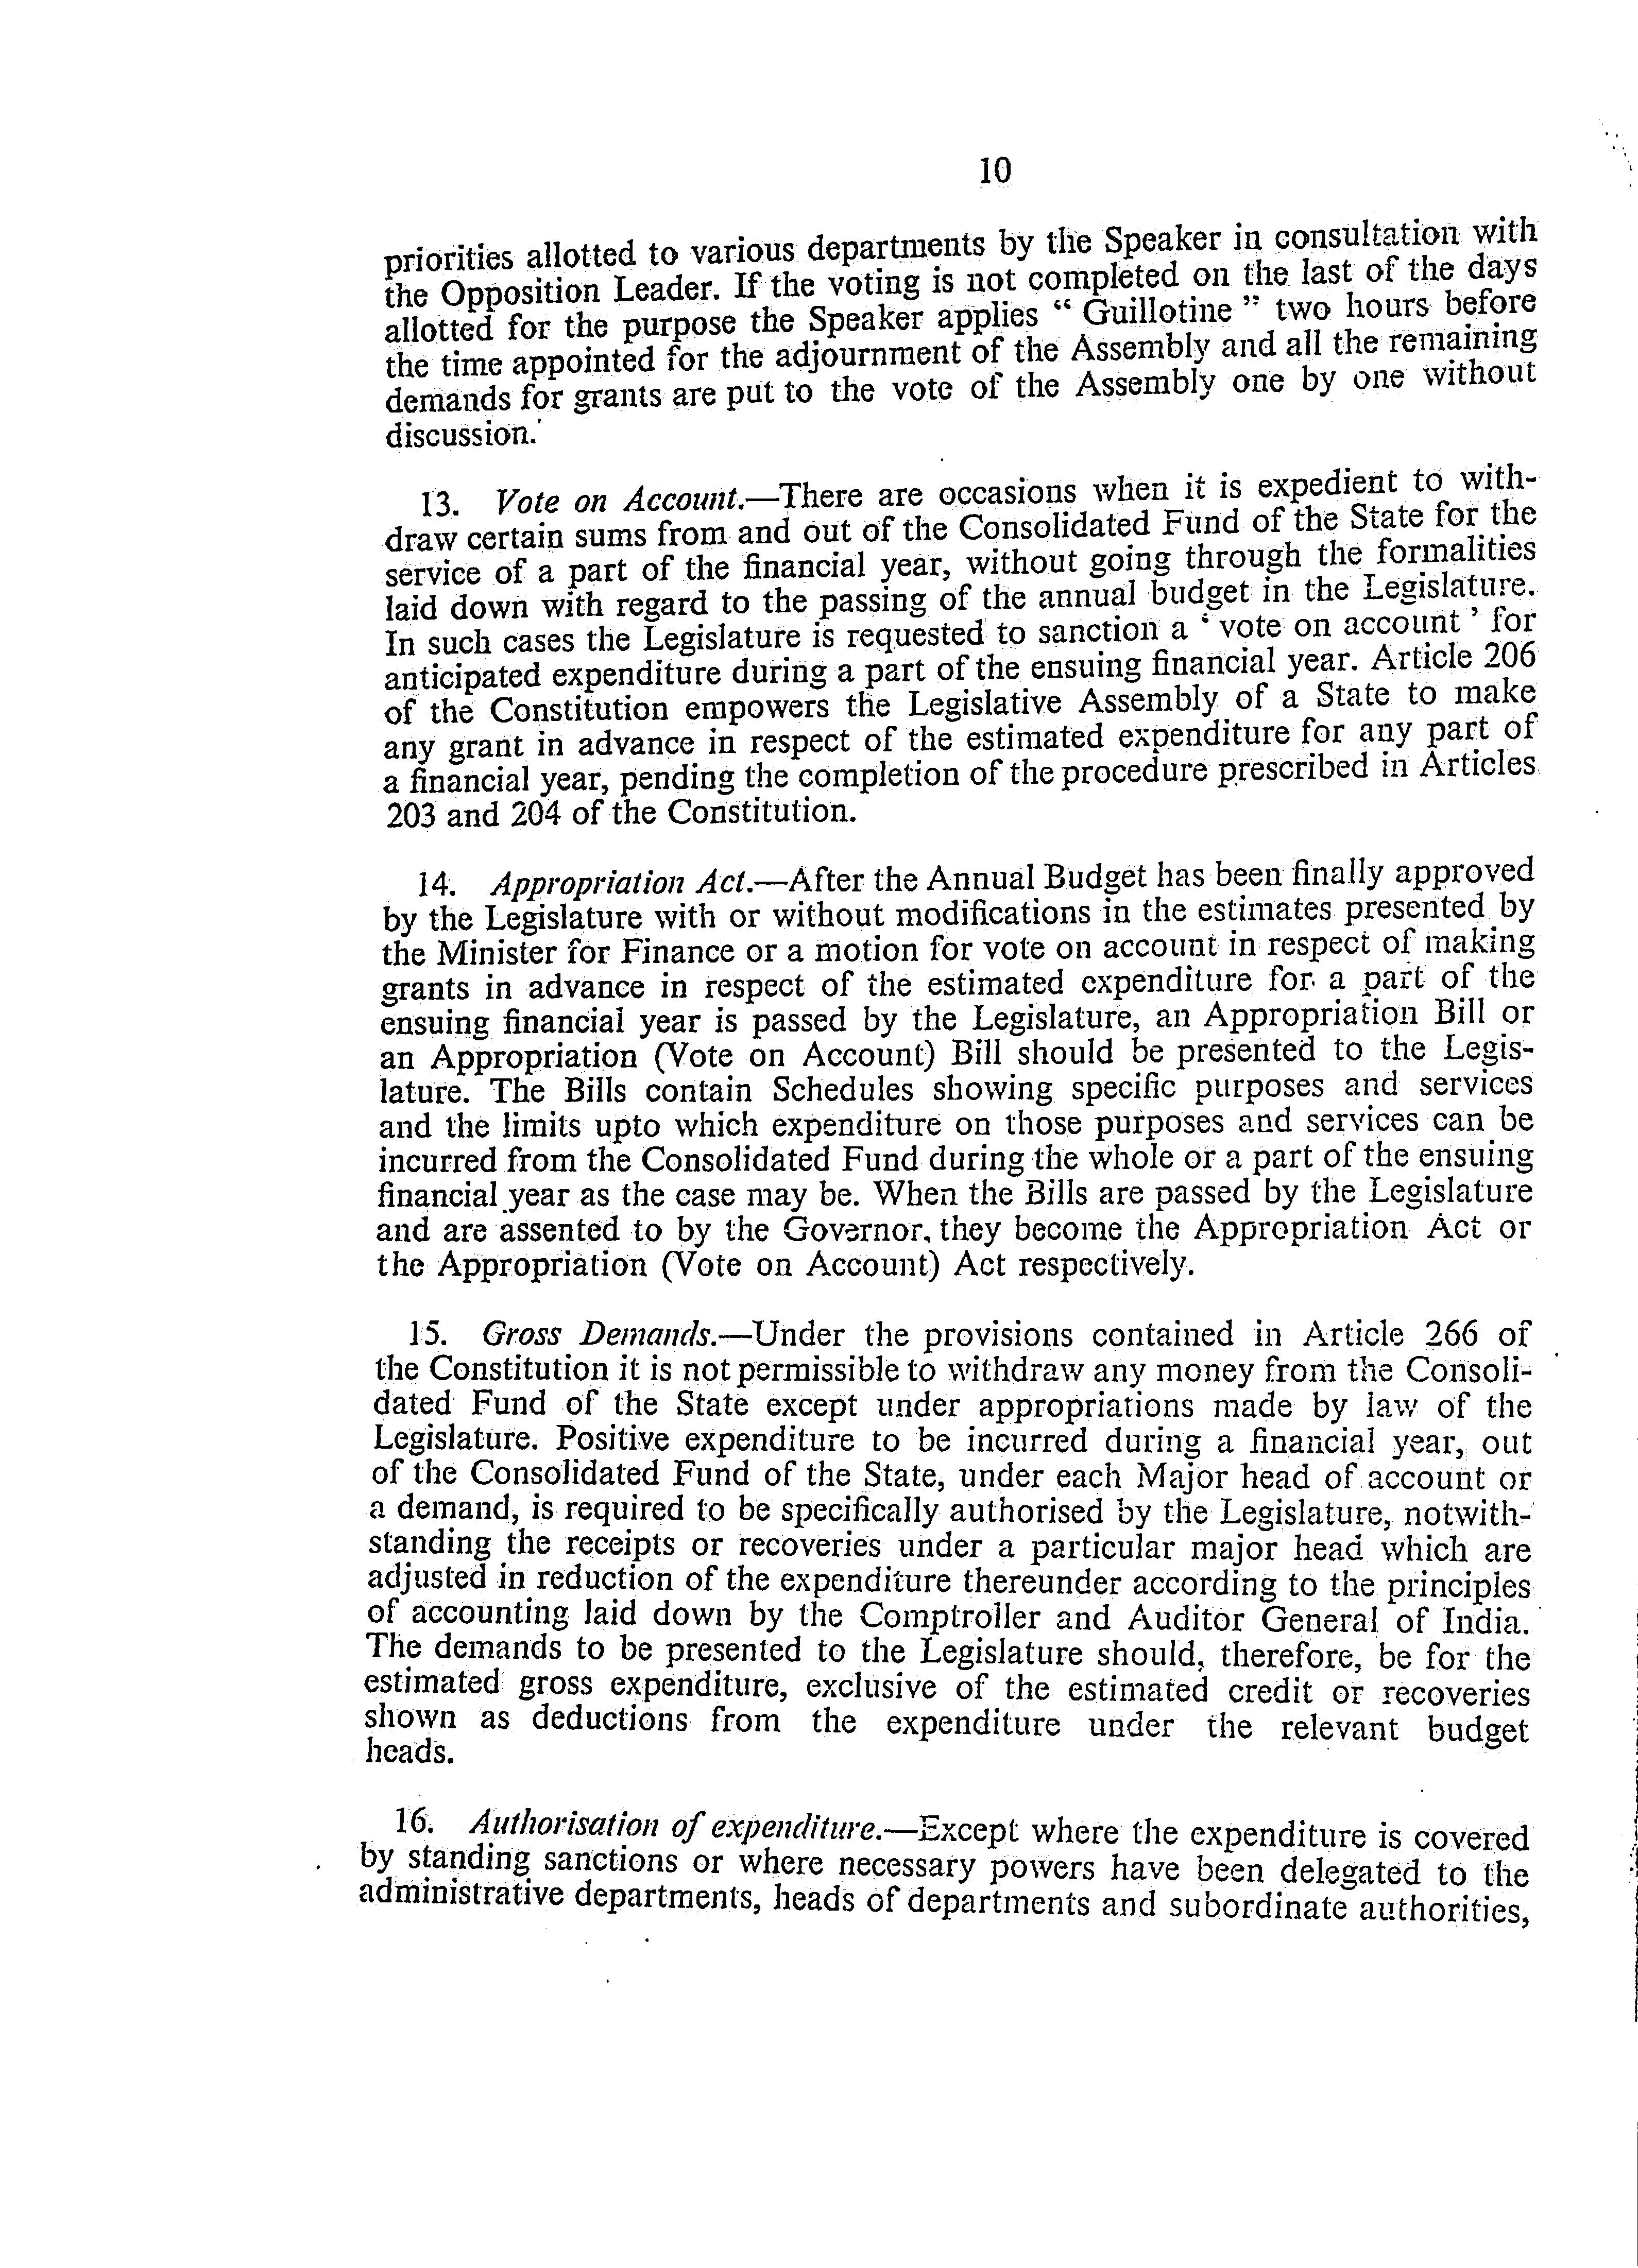 10
priorities allotted to various departments by the Speaker in consultation with
the Opposition Leader. If the voting is not completed on the last of the days
allotted for the purpose the Speaker applies “ Guillotine ” two hours before
the time appointed for the adjournment of the Assembly and all the remaining
demands for grants are put to the vote of the Assembly one by one without
discussion.
13. Vote on Account.—There are occasions when it is expedient to with-
draw certain sums from and out of the Consolidated Fund of the State for the
service of a part of the financial year, without going through the formalities
laid down with regard to the passing of the annual budget in the Legislature.
In such cases the Legislature is requested to sanction a ‘ vote on account ’ for
anticipated expenditure during a part of the ensuing financial year. Article 206
of the Constitution empowers the Legislative Assembly of a State to make
any grant in advance in respect of the estimated expenditure for any part of
a financial year, pending the completion of the procedure prescribed in Articles
203 and 204 of the Constitution.
14. Appropriation Act.—After the Annual Budget has been finally approved
by the Legislature with or without modifications in the estimates presented by
the Minister for Finance or a motion for vote on account in respect of making
grants in advance in respect of the estimated expenditure for a part of the
ensuing financial year is passed by the Legislature, an Appropriation Bill or
an Appropriation (Vote on Account) Bill should be presented to the Legis-
lature. The Bills contain Schedules showing specific purposes and services
and the limits upto which expenditure on those purposes and services can be
incurred from the Consolidated Fund during the whole or a part of the ensuing
financial year as the case may be. When the Bills are passed by the Legislature
and are assented to by the Governor, they become the Appropriation Act or
the Appropriation (Vote on Account) Act respectively.
15. Gross Demands.—Under the provisions contained in Article 266 of
the Constitution it is not permissible to withdraw any money from the Consoli-
dated Fund of the State except under appropriations made by law of the
Legislature. Positive expenditure to be incurred during a financial year, out
of the Consolidated Fund of the State, under each Major head of account or
a demand, is required to be specifically authorised by the Legislature, notwith-
standing the receipts or recoveries under a particular major head which are
adjusted in reduction of the expenditure thereunder according to the principles
of accounting laid down by the Comptroller and Auditor General of India.
The demands to be presented to the Legislature should, therefore, be for the
estimated gross expenditure, exclusive of the estimated credit or recoveries
shown as deductions from the expenditure under the relevant budget
heads.
16. Authorisation of expenditure.—Except where the expenditure is covered
by standing sanctions or where necessary powers have been delegated to the
administrative departments, heads of departments and subordinate authorities,